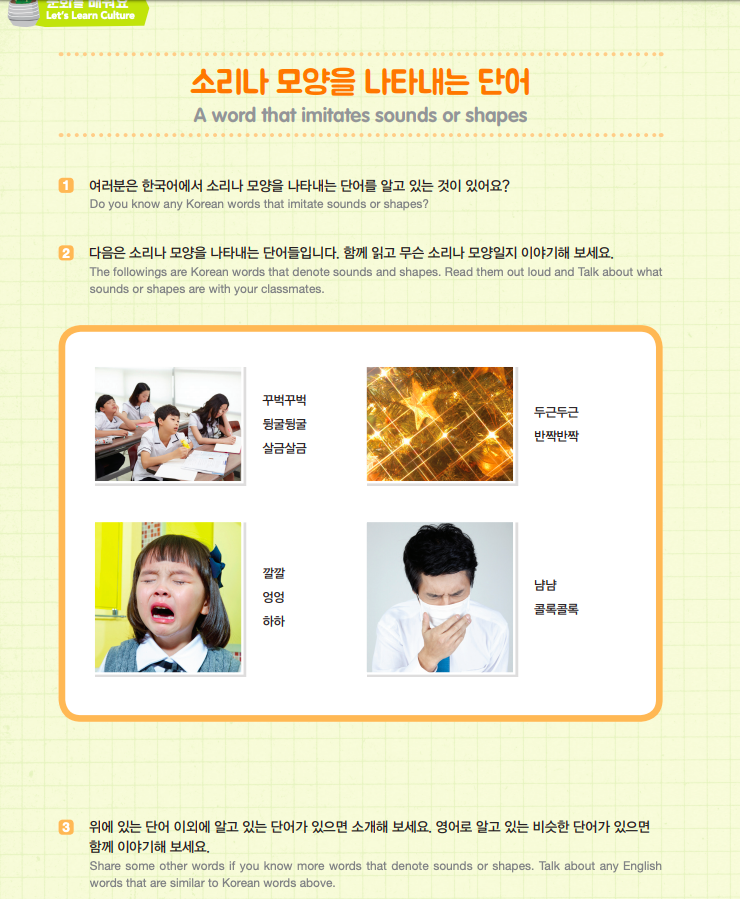 문화를 배워요
Let's Learn Culture
소리나 모양을 나타내는 단어
A word that imitates sounds or shapes
1 여러분은 한국어에서 소리나 모양을 나타내는 단어를 알고 있는 것이 있어요?
Do you know any Korean words that imitate sounds or shapes?
2 다음은 소리나 모양을 나타내는 단어들입니다. 함께 읽고 무슨 소리나 모양일지 이야기해 보세요.
The followings are Korean words that denote sounds and shapes. Read them out loud and Talk about what
sounds or shapes are with your classmates.
꾸벅꾸벅
뒹굴뒹굴
살금살금
두근두근
반짝반짝
깔깔
엉엉
하하
냠냠
콜록콜록
3 위에 있는 단어 이외에 알고 있는 단어가 있으면 소개해 보세요. 영어로 알고 있는 비슷한 단어가 있으면
함께 이야기해 보세요.
Share some other words if you know more words that denote sounds or shapes. Talk about any English
words that are similar to Korean words above.